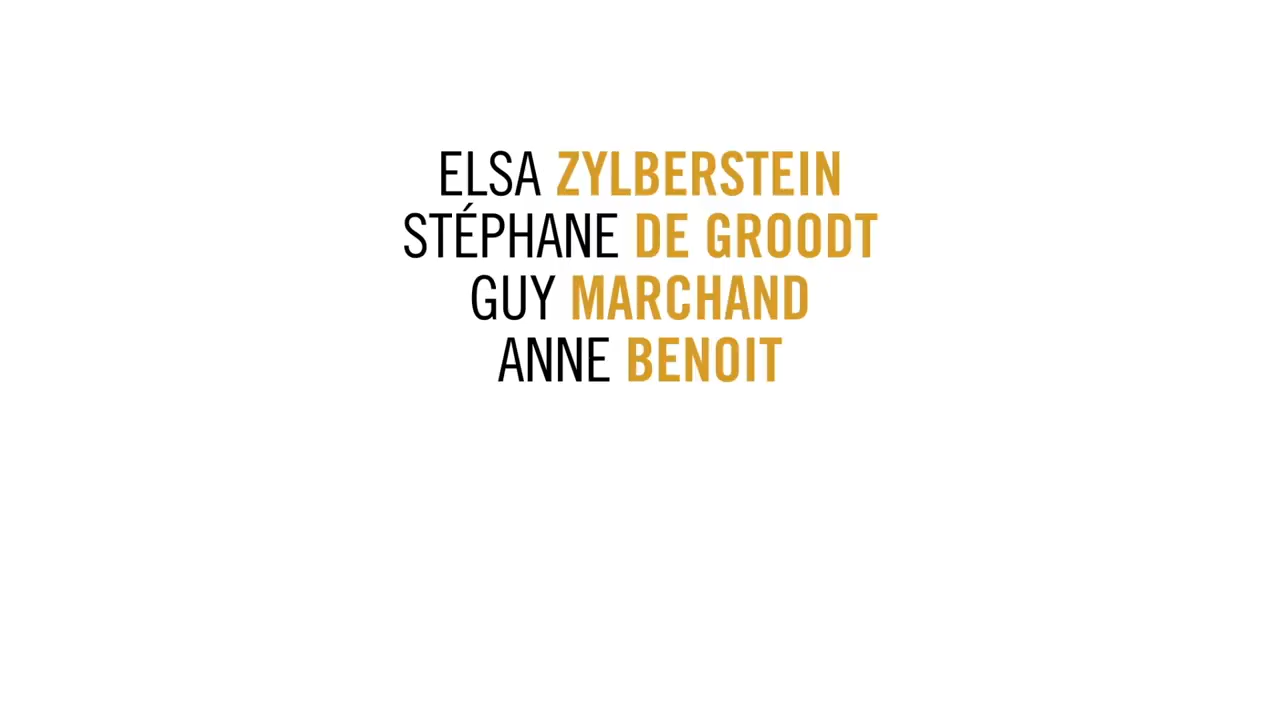 ELSA ZYLBERSTEIN
STÉPHANE DE GROODT
GUY MARCHAND
ANNE BENOIT